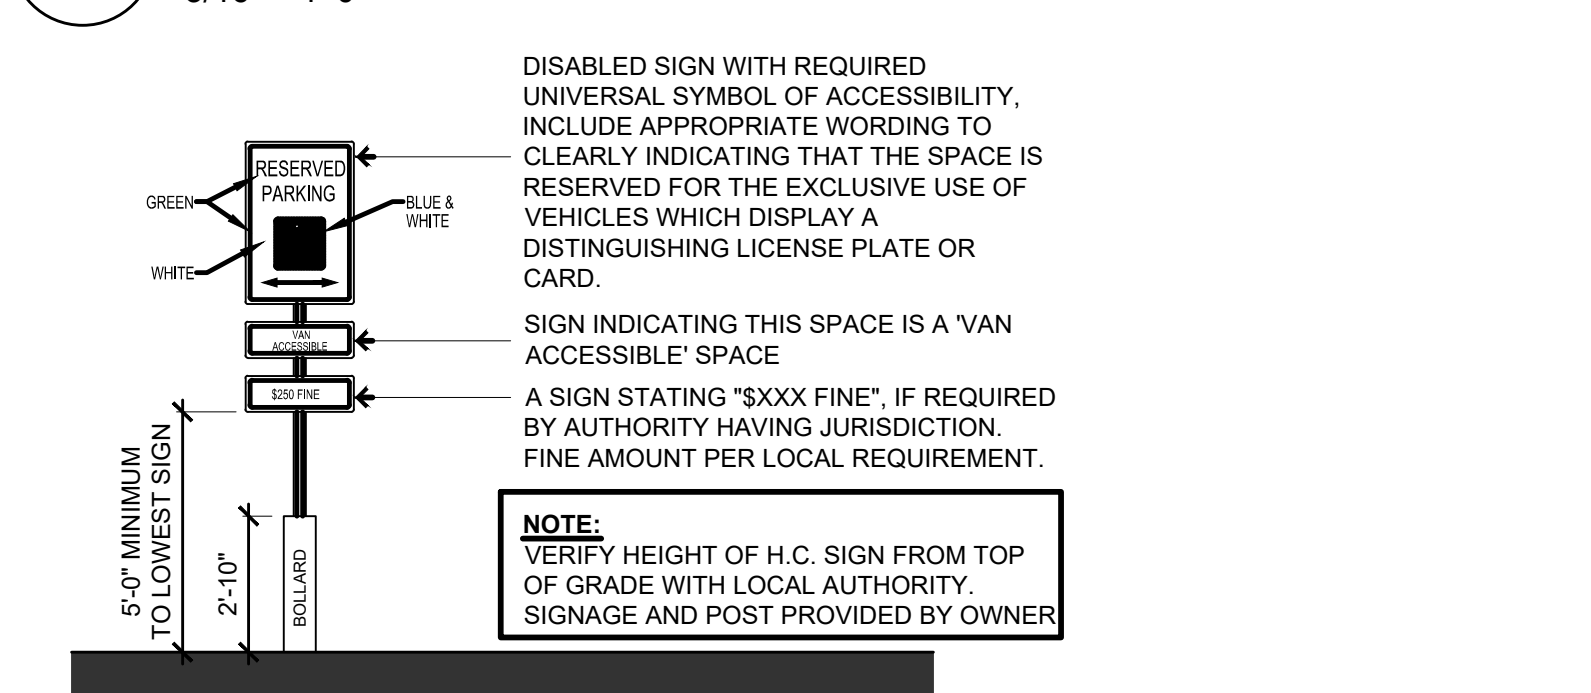 DISABLED SIGN WITH REQUIRED
UNIVERSAL SYMBOL OF ACCESSIBILITY,
INCLUDE APPROPRIATE WORDING TO
CLEARLY INDICATING THAT THE SPACE IS
RESERVED FOR THE EXCLUSIVE USE OF
VEHICLES WHICH DISPLAY A
DISTINGUISHING LICENSE PLATE OR
CARD.
RESERVED
PARKING
GREEN
BLUE &
WHITE
WHITE
SIGN INDICATING THIS SPACE IS A 'VAN
ACCESSIBLE' SPACE
VAN
ACCESSIBLE
A SIGN STATING "$XXX FINE", IF REQUIRED
BY AUTHORITY HAVING JURISDICTION.
FINE AMOUNT PER LOCAL REQUIREMENT.
$250 FINE
5'-0" MINIMUM
TO LOWEST SIGN
2'-10"
BOLLARD
NOTE:
VERIFY HEIGHT OF H.C. SIGN FROM TOP
OF GRADE WITH LOCAL AUTHORITY.
SIGNAGE AND POST PROVIDED BY OWNER